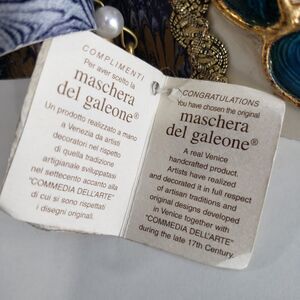 COMPLIMENTI
Per aver scelto la
maschera
del galeone®
Un prodotto realizzato a mano
a Venezia da artisti
decoratori nel rispetto
di quella tradizione
artigianale sviluppatasi
nel settecento accanto alla
"COMMEDIA DELL'ARTE"
di cui si sono rispettati
i disegni originali.
CONGRATULATIONS
You have chosen the original
maschera
del galeone®
A real Venice
handcrafted product.
Artists have realized
and decorated it in full respect
of artisan traditions and
original designs developed
in Venice together with
"COMMEDIA DELL'ARTE"
during the late 17th Century.